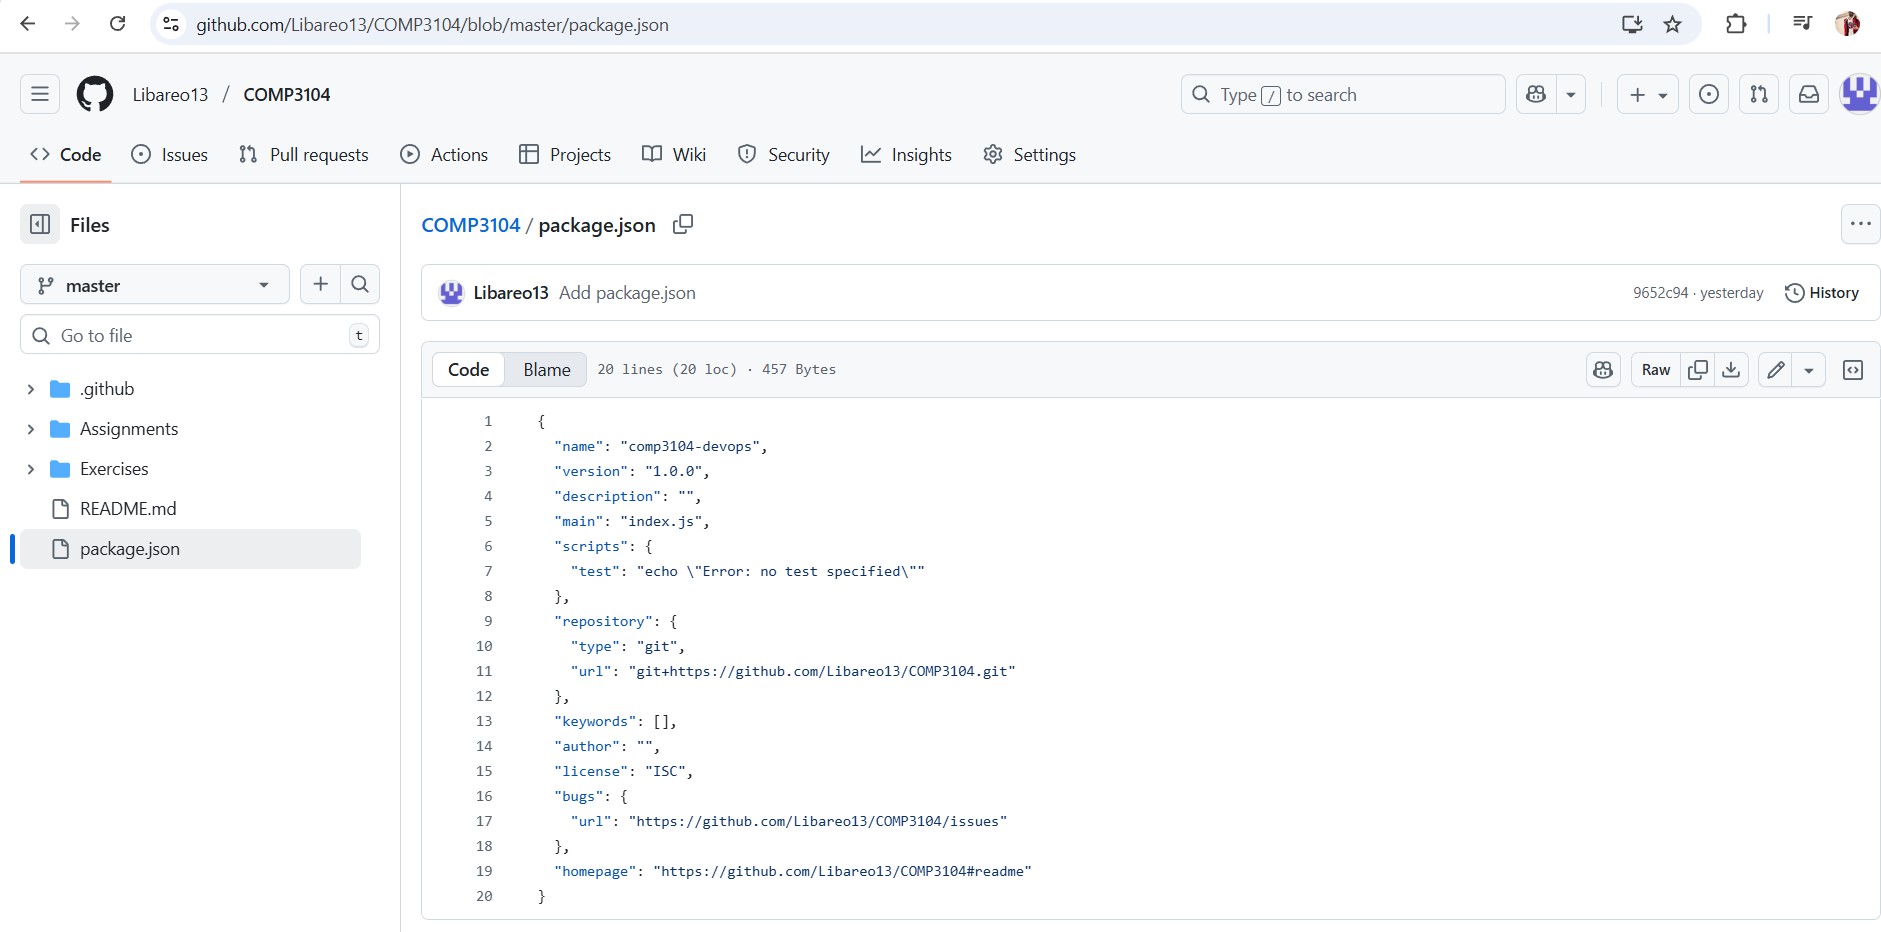 github.com/Libareo13/COMP3104/blob/master/package.json
Libareo13 / COMP3104
Type / to search
Code Issues Pull requests Actions Projects Wiki Security Insights Settings
Files
master
Go to file t
.github
Assignments
Exercises
README.md
package.json
COMP3104 / package.json
Libareo13 Add package.json 9652c94 · yesterday History
Code Blame 20 lines (20 loc) · 457 Bytes Raw
1 {
2 "name": "comp3104-devops",
3 "version": "1.0.0",
4 "description": "",
5 "main": "index.js",
6 "scripts": {
7 "test": "echo \"Error: no test specified\""
8 },
9 "repository": {
10 "type": "git",
11 "url": "git+https://github.com/Libareo13/COMP3104.git"
12 },
13 "keywords": [],
14 "author": "",
15 "license": "ISC",
16 "bugs": {
17 "url": "https://github.com/Libareo13/COMP3104/issues"
18 },
19 "homepage": "https://github.com/Libareo13/COMP3104#readme"
20 }